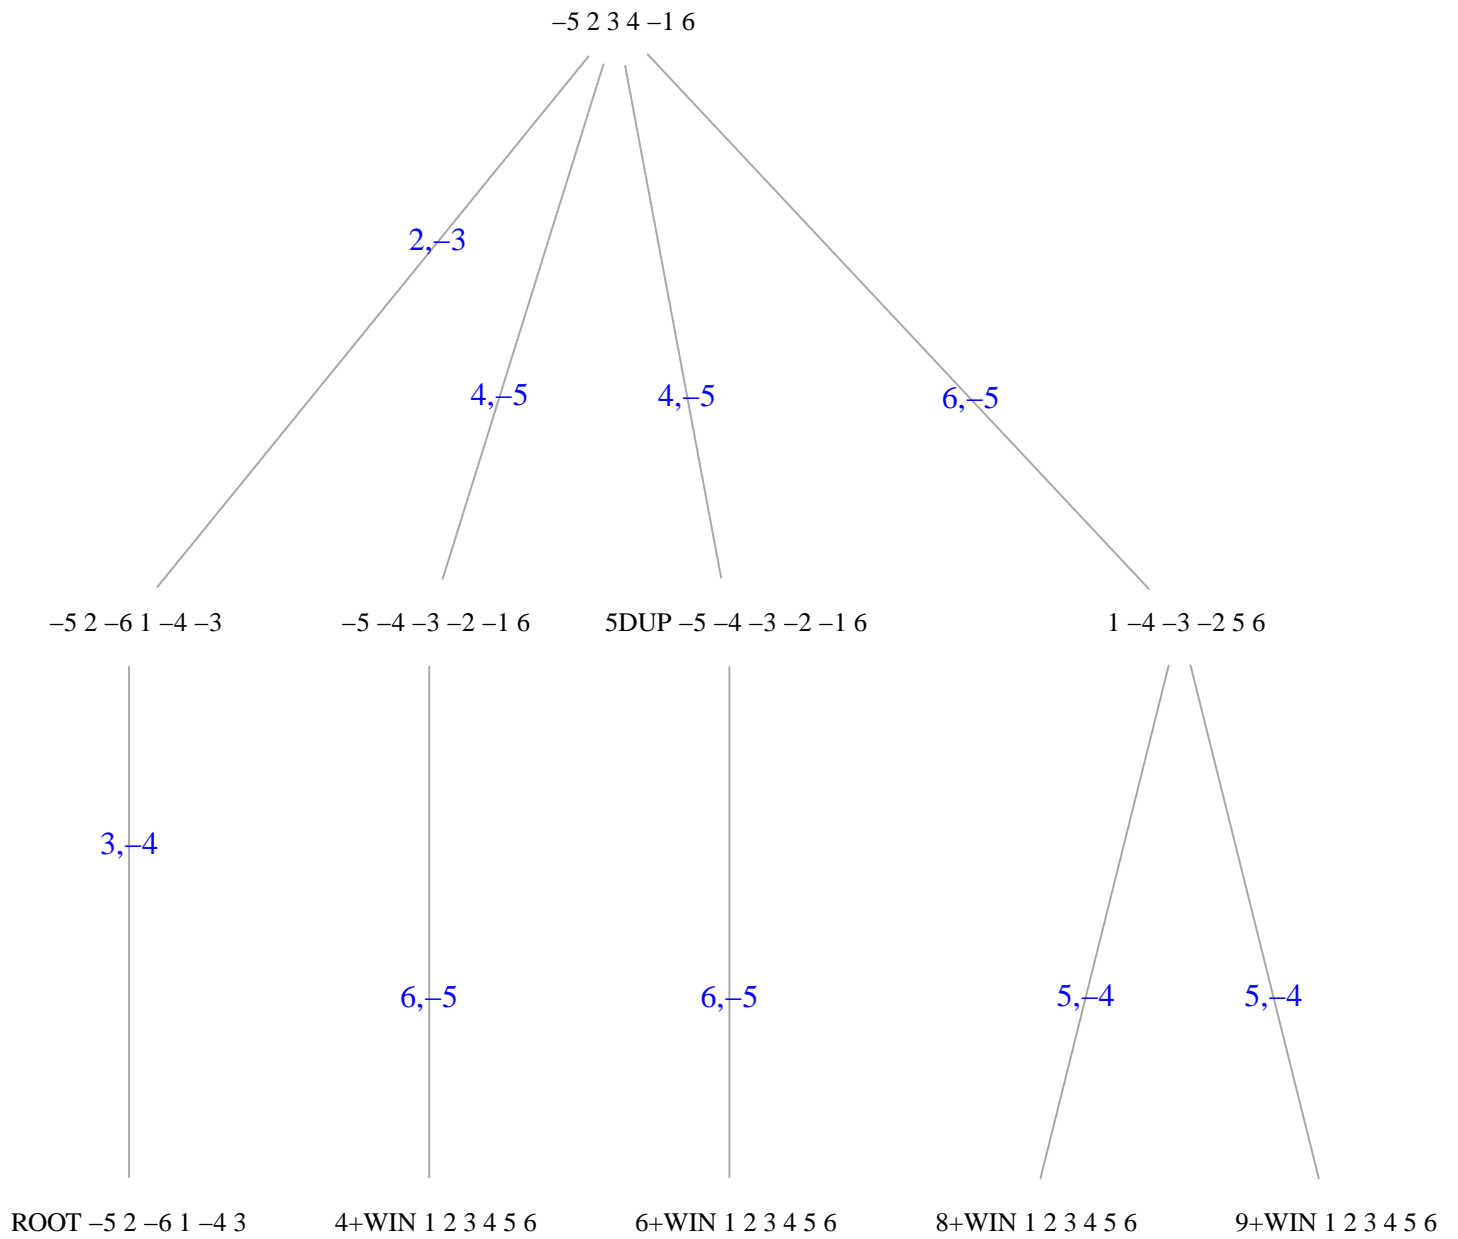 –5 2 3 4 –1 6
2,–3
4,–5
4,–5
6,–5
–5 2 –6 1 –4 –3
–5 –4 –3 –2 –1 6
5DUP –5 –4 –3 –2 –1 6
1 –4 –3 –2 5 6
3,–4
6,–5
6,–5
5,–4
5,–4
ROOT –5 2 –6 1 –4 3
4+WIN 1 2 3 4 5 6
6+WIN 1 2 3 4 5 6
8+WIN 1 2 3 4 5 6
9+WIN 1 2 3 4 5 6